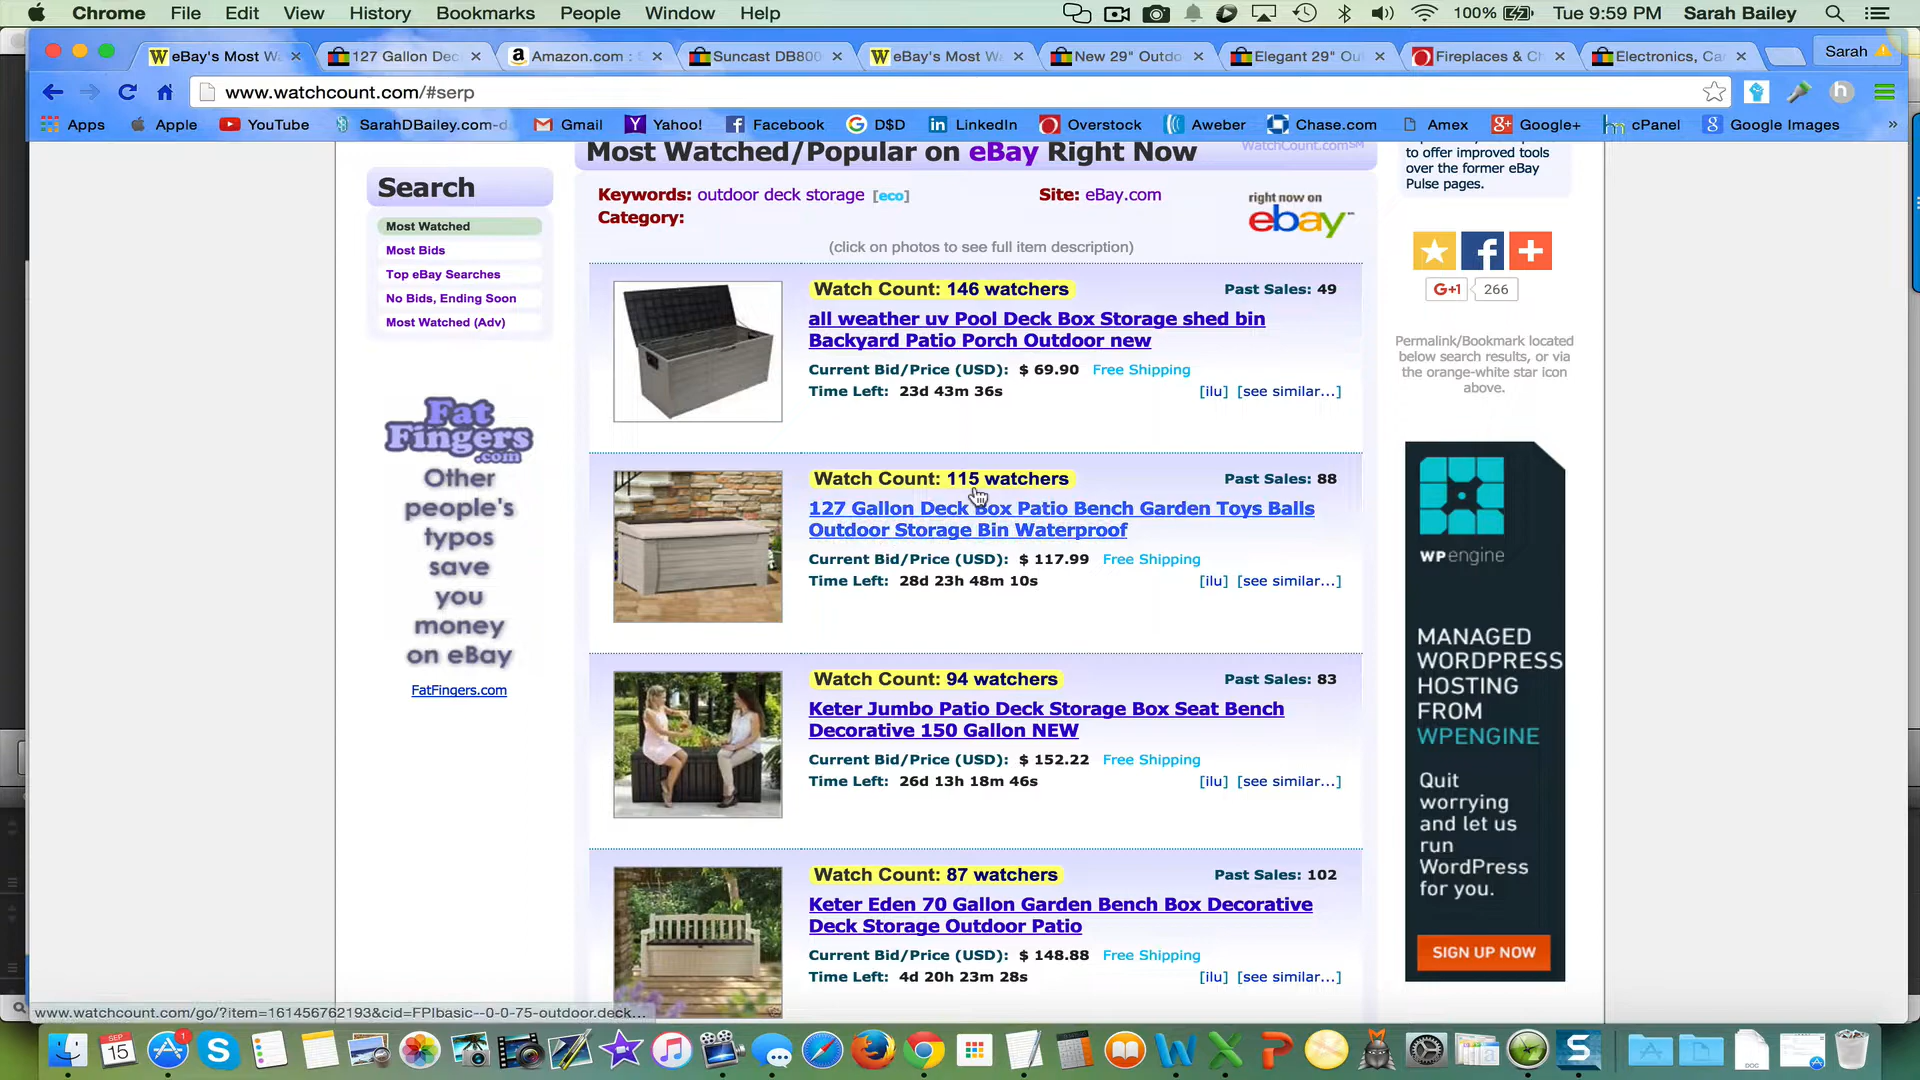 Chrome File Edit View History Bookmarks People Window Help 100% Tue 9:59 PM Sarah Bailey
eBay's Most W 127 Gallon Dec Amazon.com : S Suncast DB800 eBay's Most W New 29" Outdo Elegant 29" Ou Fireplaces & Ch Electronics, Ca Sarah
www.watchcount.com/#serp
Apps Apple YouTube SarahDBailey.com-d Gmail Yahoo! Facebook D$D LinkedIn Overstock Aweber Chase.com Amex Google+ cPanel Google Images »
Most Watched/Popular on eBay Right Now
WatchCount.com℠
to offer improved tools
over the former eBay
Pulse pages.
Search
Most Watched
Most Bids
Top eBay Searches
No Bids, Ending Soon
Most Watched (Adv)
Fat
Fingers
.com
Other
people's
typos
save
you
money
on eBay
FatFingers.com
Keywords: outdoor deck storage [eco] Site: eBay.com
Category:
right now on
ebay
(click on photos to see full item description)
Watch Count: 146 watchers Past Sales: 49
all weather uv Pool Deck Box Storage shed bin
Backyard Patio Porch Outdoor new
Current Bid/Price (USD): $ 69.90 Free Shipping
Time Left: 23d 43m 36s [ilu] [see similar...]
Watch Count: 115 watchers Past Sales: 88
127 Gallon Deck Box Patio Bench Garden Toys Balls
Outdoor Storage Bin Waterproof
Current Bid/Price (USD): $ 117.99 Free Shipping
Time Left: 28d 23h 48m 10s [ilu] [see similar...]
Watch Count: 94 watchers Past Sales: 83
Keter Jumbo Patio Deck Storage Box Seat Bench
Decorative 150 Gallon NEW
Current Bid/Price (USD): $ 152.22 Free Shipping
Time Left: 26d 13h 18m 46s [ilu] [see similar...]
Watch Count: 87 watchers Past Sales: 102
Keter Eden 70 Gallon Garden Bench Box Decorative
Deck Storage Outdoor Patio
Current Bid/Price (USD): $ 148.88 Free Shipping
Time Left: 4d 20h 23m 28s [ilu] [see similar...]
G+1 266
Permalink/Bookmark located
below search results, or via
the orange-white star icon
above.
WP engine
MANAGED
WORDPRESS
HOSTING
FROM
WPENGINE
Quit
worrying
and let us
run
WordPress
for you.
SIGN UP NOW
www.watchcount.com/go/?item=161456762193&cid=FPIbasic--0-0-75-outdoor.deck...
SEP
15
1
DOC